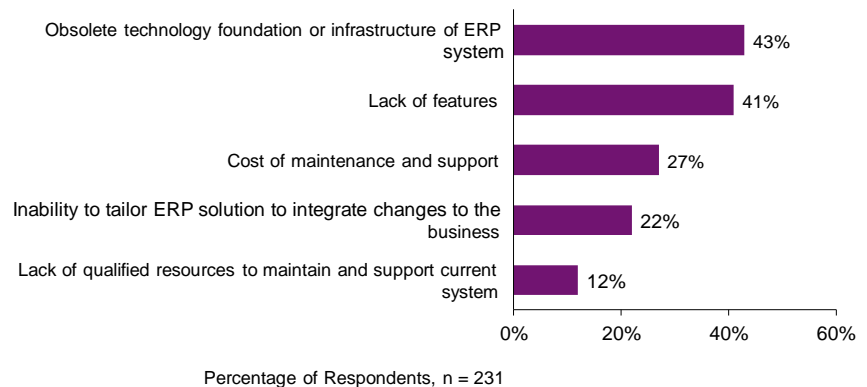 Obsolete technology foundation or infrastructure of ERP
system
43%
Lack of features
41%
Cost of maintenance and support
27%
Inability to tailor ERP solution to integrate changes to the
business
22%
Lack of qualified resources to maintain and support current
system
12%
0% 20% 40% 60%
Percentage of Respondents, n = 231